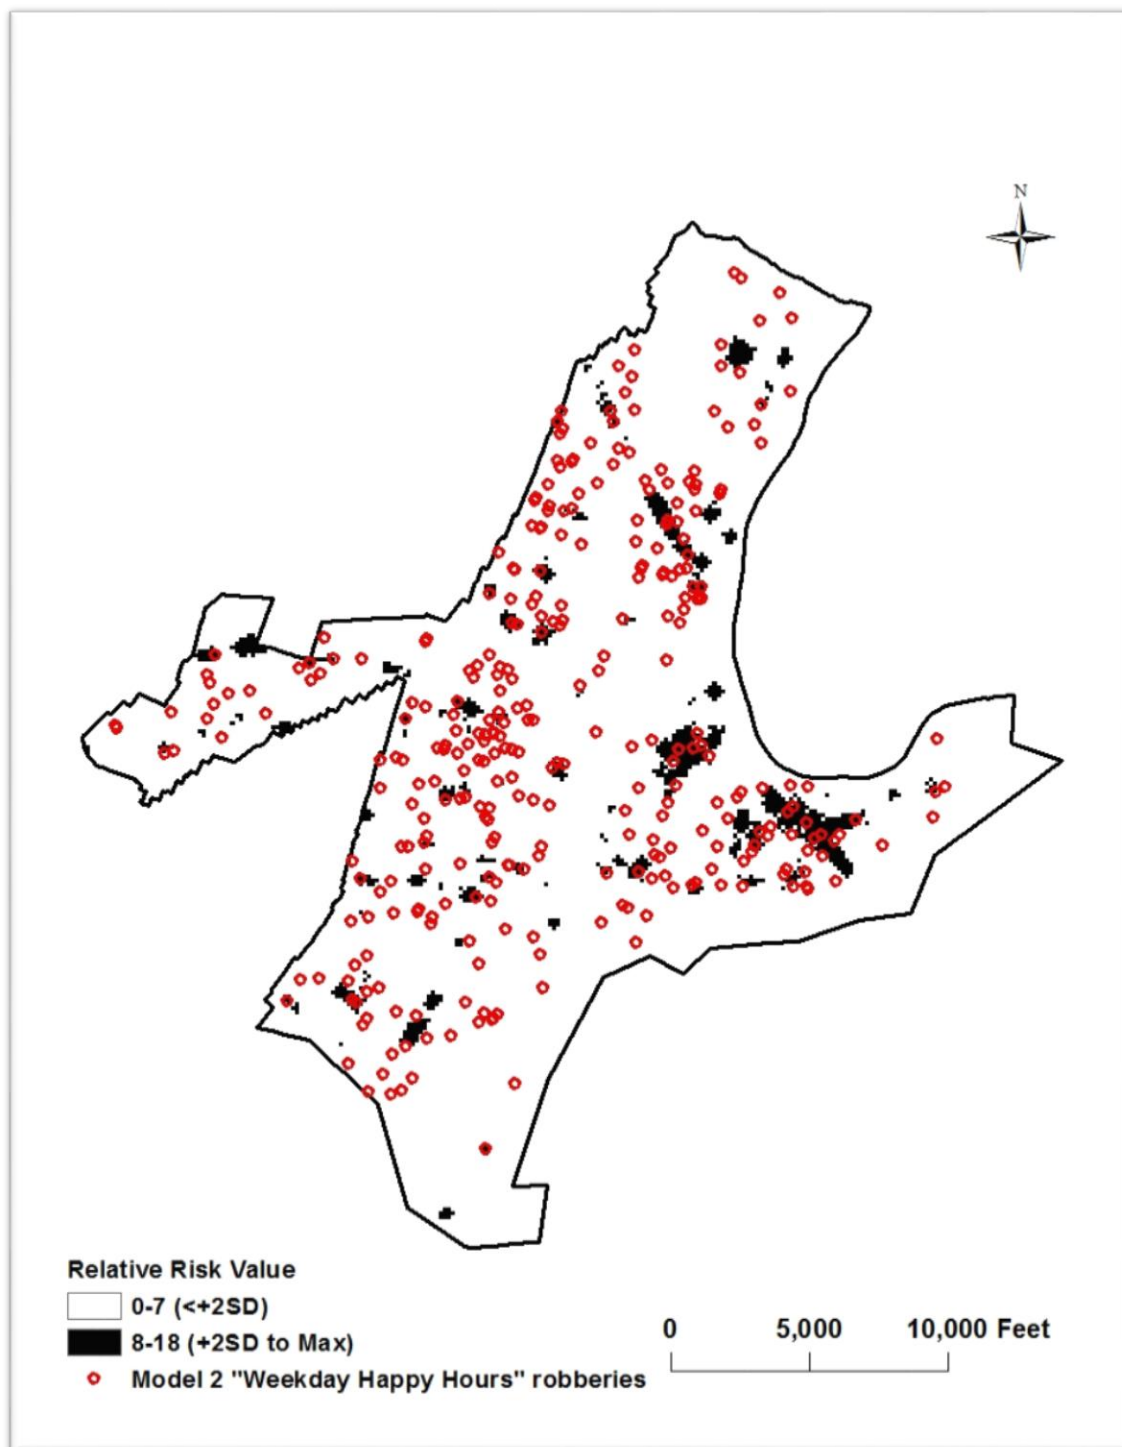 N
Relative Risk Value
0-7 (<+2SD)
8-18 (+2SD to Max)
Model 2 "Weekday Happy Hours" robberies
0 5,000 10,000 Feet